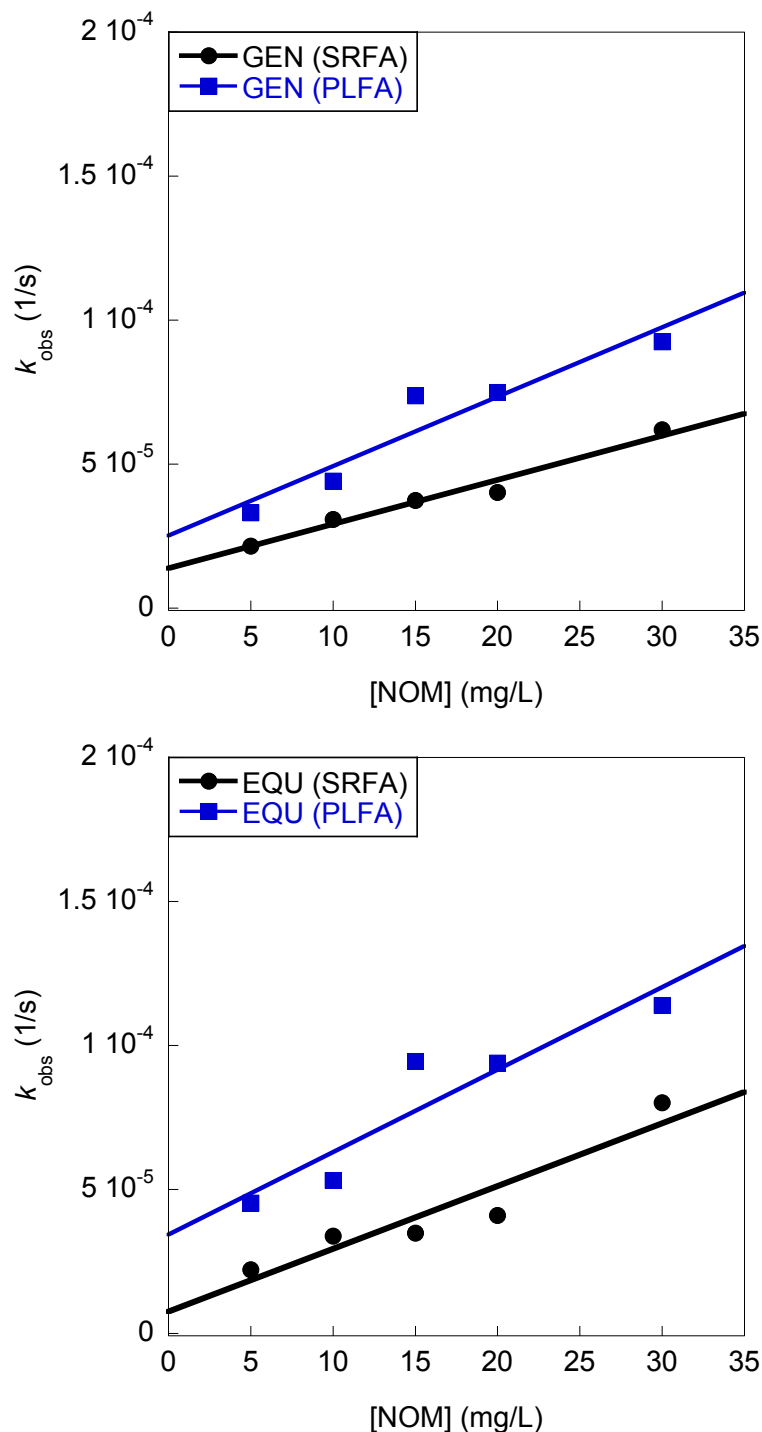 2 10⁻⁴
GEN (SRFA)
GEN (PLFA)
1.5 10⁻⁴
1 10⁻⁴
5 10⁻⁵
0
k_obs (1/s)
0 5 10 15 20 25 30 35
[NOM] (mg/L)
2 10⁻⁴
EQU (SRFA)
EQU (PLFA)
1.5 10⁻⁴
1 10⁻⁴
5 10⁻⁵
0
k_obs (1/s)
0 5 10 15 20 25 30 35
[NOM] (mg/L)